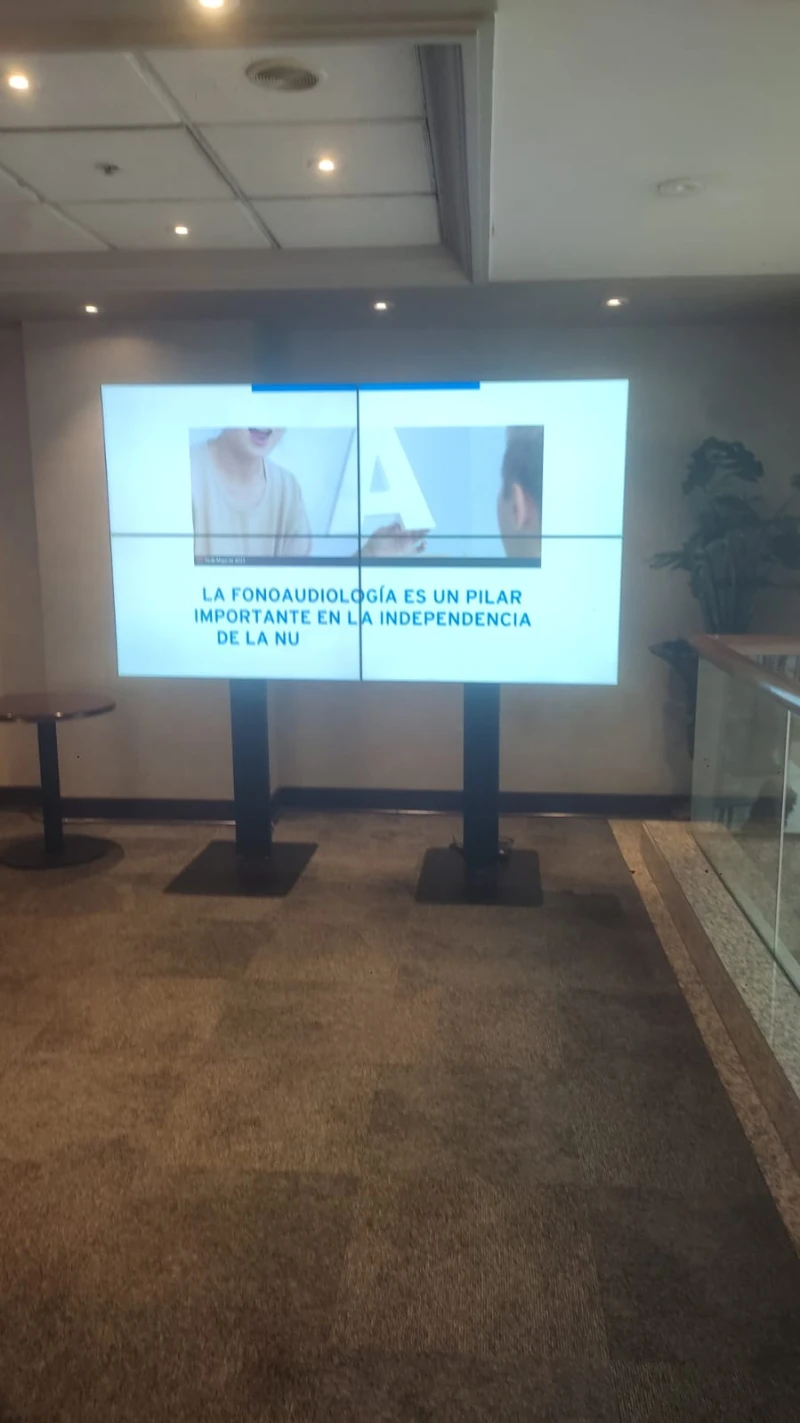 A
LA FONOAUDIOLOGÍA ES UN PILAR
IMPORTANTE EN LA INDEPENDENCIA
DE LA NU